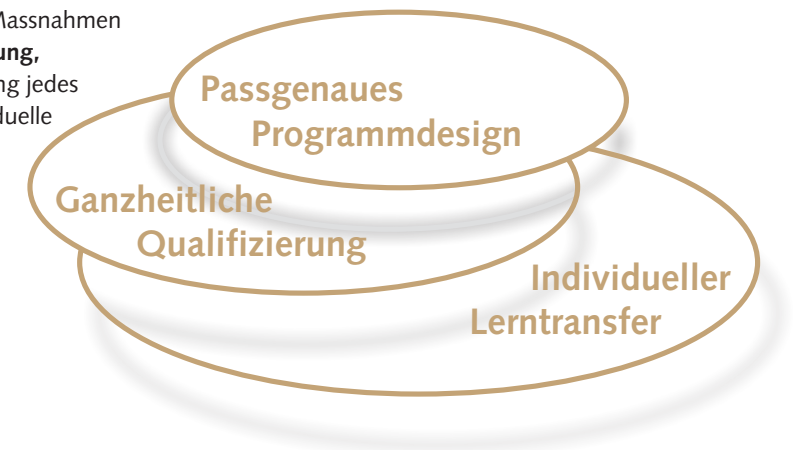 Massnahmen
ung,
ng jedes
duelle
Passgenaues
Programmdesign
Ganzheitliche
Qualifizierung
Individueller
Lerntransfer